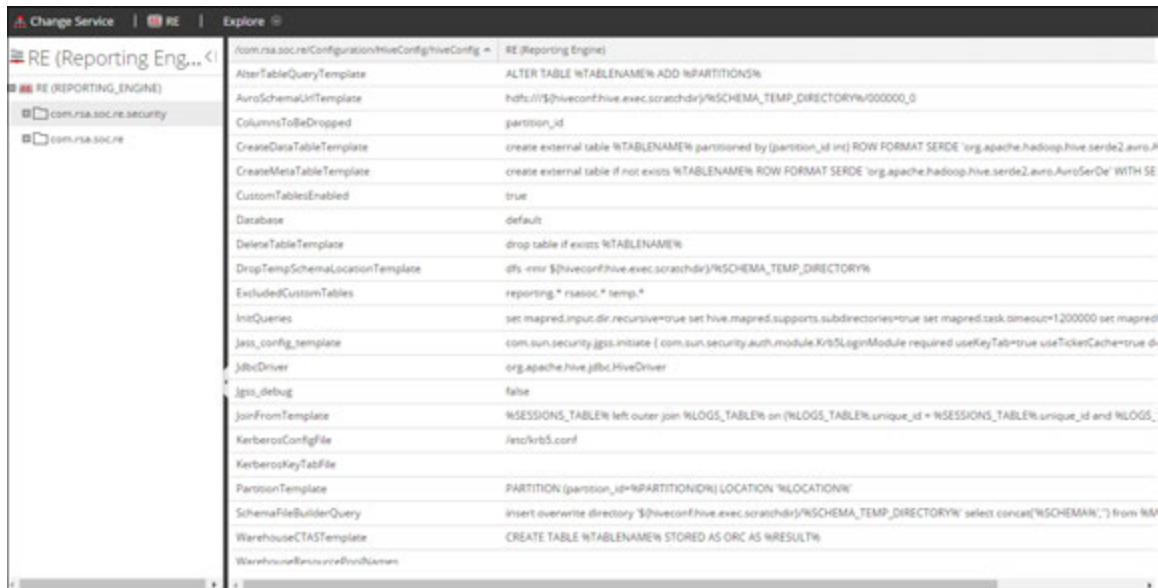 Change Service | RE | Explore
RE (Reporting Eng...
/com.rsa.soc.re/Configuration/HiveConfig/hiveConfig RE (Reporting Engine)
RE (REPORTING_ENGINE)
com.rsa.soc.re.security
com.rsa.soc.re
AlterTableQueryTemplate ALTER TABLE %TABLENAME% ADD %PARTITIONS%
AvroSchemaUrlTemplate hdfs:///${hiveconf:hive.exec.scratchdir}/%SCHEMA_TEMP_DIRECTORY%/000000_0
ColumnsToBeDropped partition_id
CreateDataTableTemplate create external table %TABLENAME% partitioned by (partition_id int) ROW FORMAT SERDE 'org.apache.hadoop.hive.serde2.avro.A
CreateMetaTableTemplate create external table if not exists %TABLENAME% ROW FORMAT SERDE 'org.apache.hadoop.hive.serde2.avro.AvroSerDe' WITH SE
CustomTablesEnabled true
Database default
DeleteTableTemplate drop table if exists %TABLENAME%
DropTempSchemaLocationTemplate dfs -rmr ${hiveconf:hive.exec.scratchdir}/%SCHEMA_TEMP_DIRECTORY%
ExcludedCustomTables reporting.* rsasoc.* temp.*
InitQueries set mapred.input.dir.recursive=true set hive.mapred.supports.subdirectories=true set mapred.task.timeout=1200000 set mapred
Jass_config_template com.sun.security.jgss.initiate { com.sun.security.auth.module.Krb5LoginModule required useKeyTab=true useTicketCache=true d
JdbcDriver org.apache.hive.jdbc.HiveDriver
Jgss_debug false
JoinFromTemplate %SESSIONS_TABLE% left outer join %LOGS_TABLE% on (%LOGS_TABLE%.unique_id = %SESSIONS_TABLE%.unique_id and %LOGS_
KerberosConfigFile /etc/krb5.conf
KerberosKeyTabFile
PartitionTemplate PARTITION (partition_id=%PARTITIONID%) LOCATION '%LOCATION%'
SchemaFileBuilderQuery insert overwrite directory '${hiveconf:hive.exec.scratchdir}/%SCHEMA_TEMP_DIRECTORY%' select concat('%SCHEMA%','') from %M
WarehouseCTASTemplate CREATE TABLE %TABLENAME% STORED AS ORC AS %RESULT%
WarehouseResourcePoolNames